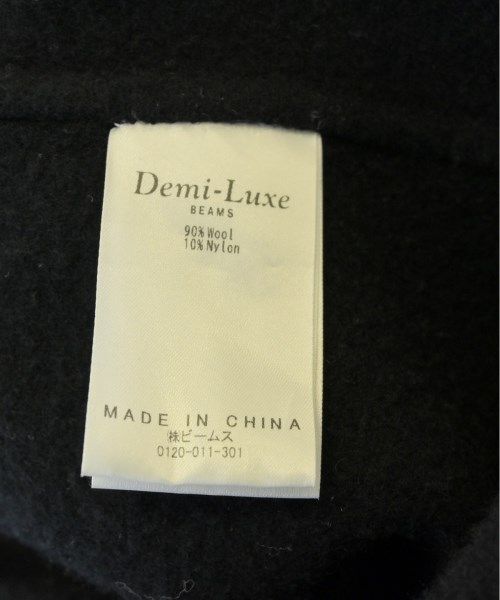 Demi-Luxe
BEAMS
90%Wool
10%Nylon
MADE IN CHINA
㈱ビームス
0120-011-301